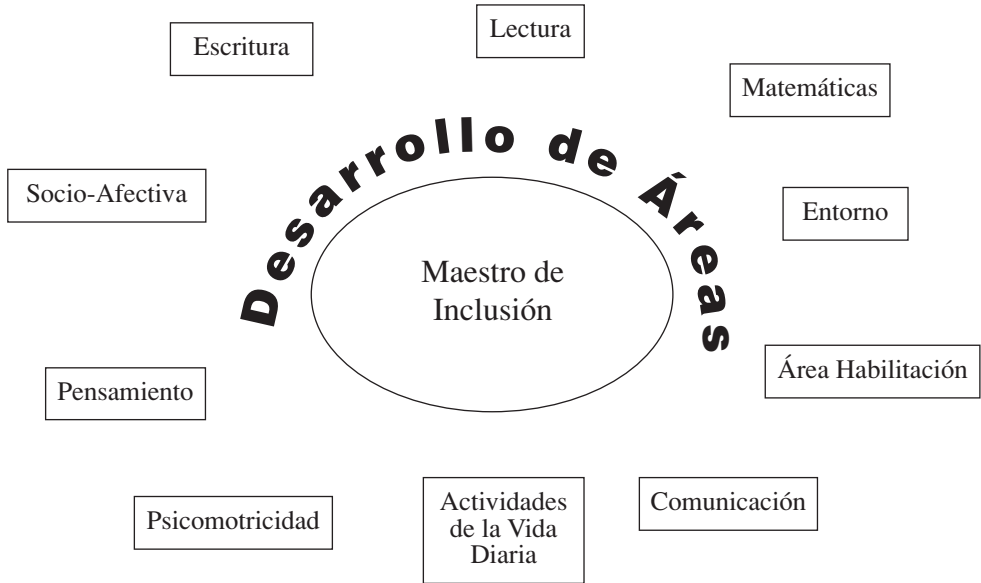 Lectura
Escritura
Matemáticas
Desarrollo de Áreas
Socio-Afectiva
Entorno
Maestro de
Inclusión
Pensamiento
Área Habilitación
Psicomotricidad
Actividades
de la Vida
Diaria
Comunicación